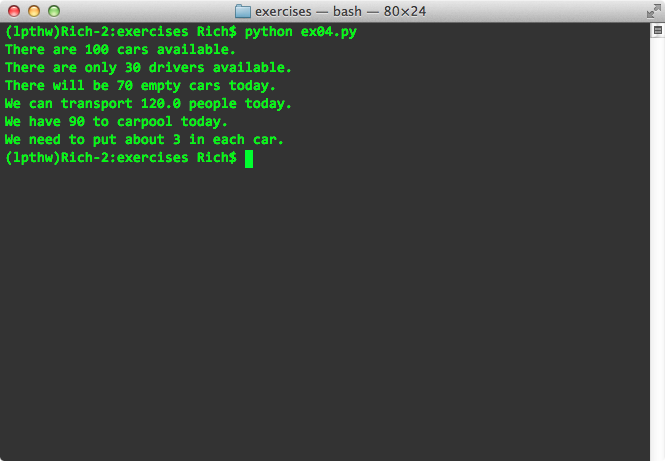 exercises — bash — 80×24
(lpthw)Rich-2:exercises Rich$ python ex04.py
There are 100 cars available.
There are only 30 drivers available.
There will be 70 empty cars today.
We can transport 120.0 people today.
We have 90 to carpool today.
We need to put about 3 in each car.
(lpthw)Rich-2:exercises Rich$